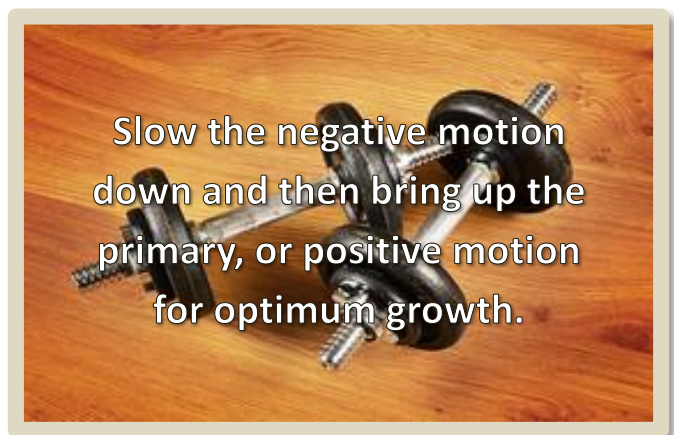 Slow the negative motion
down and then bring up the
primary, or positive motion
for optimum growth.